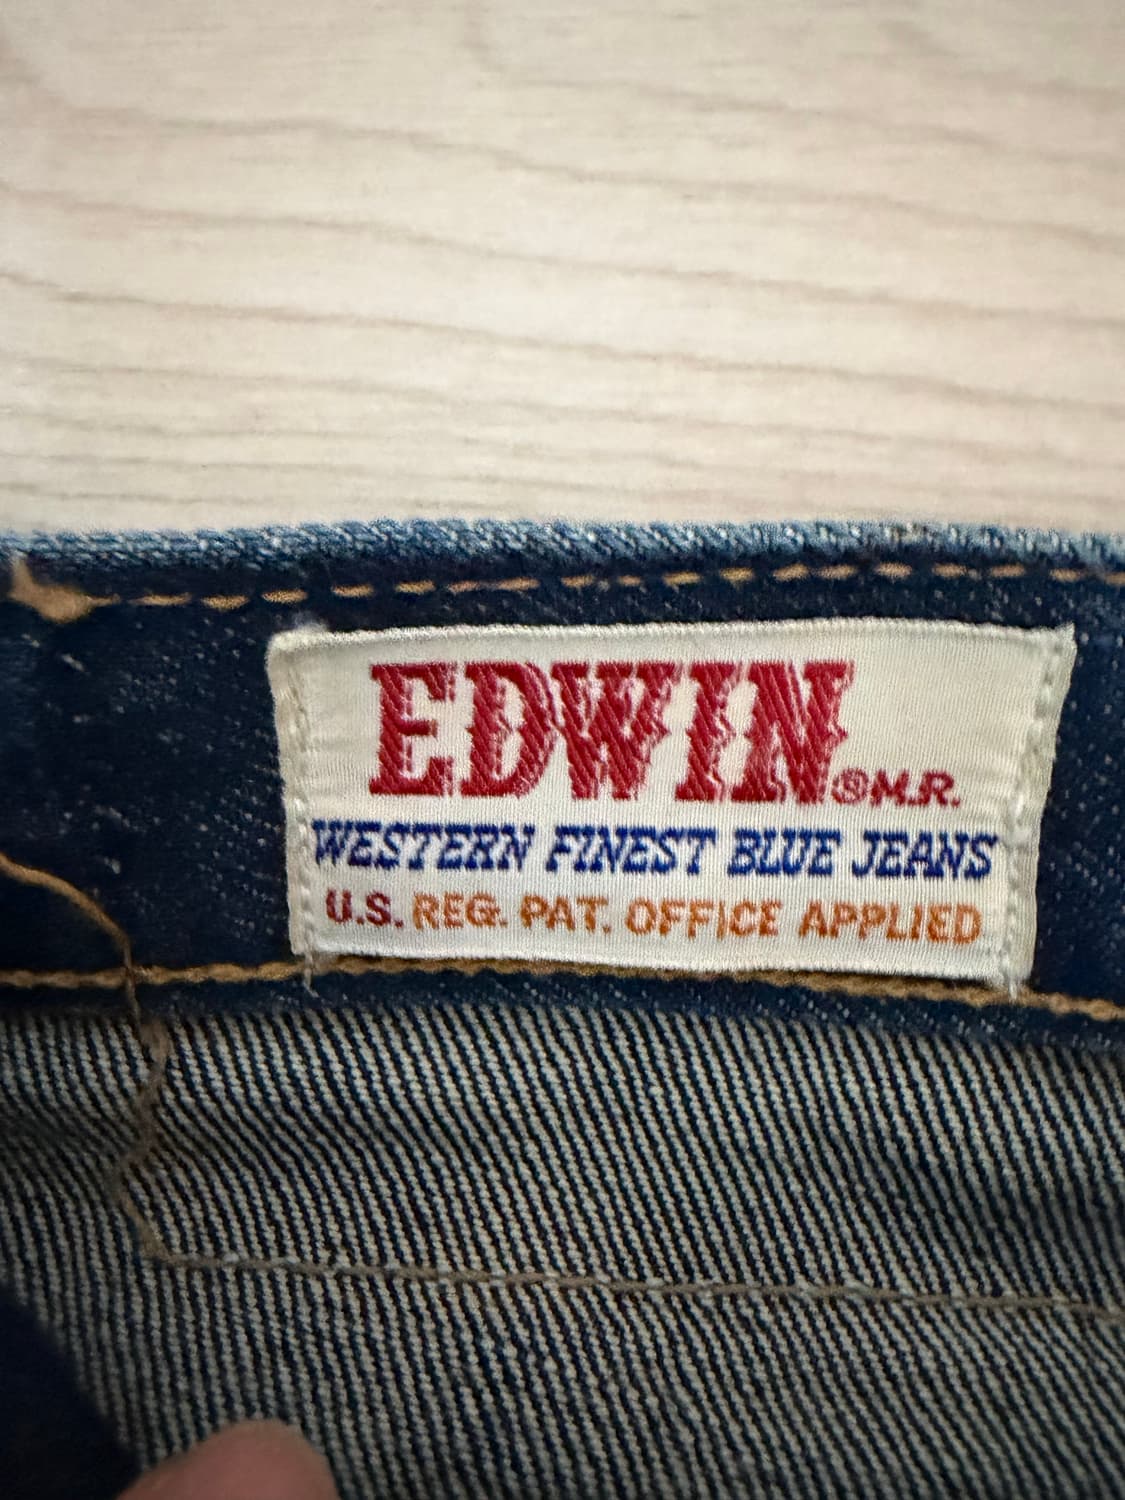 EDWIN ®M.R.
WESTERN FINEST BLUE JEANS
U.S. REG. PAT. OFFICE APPLIED